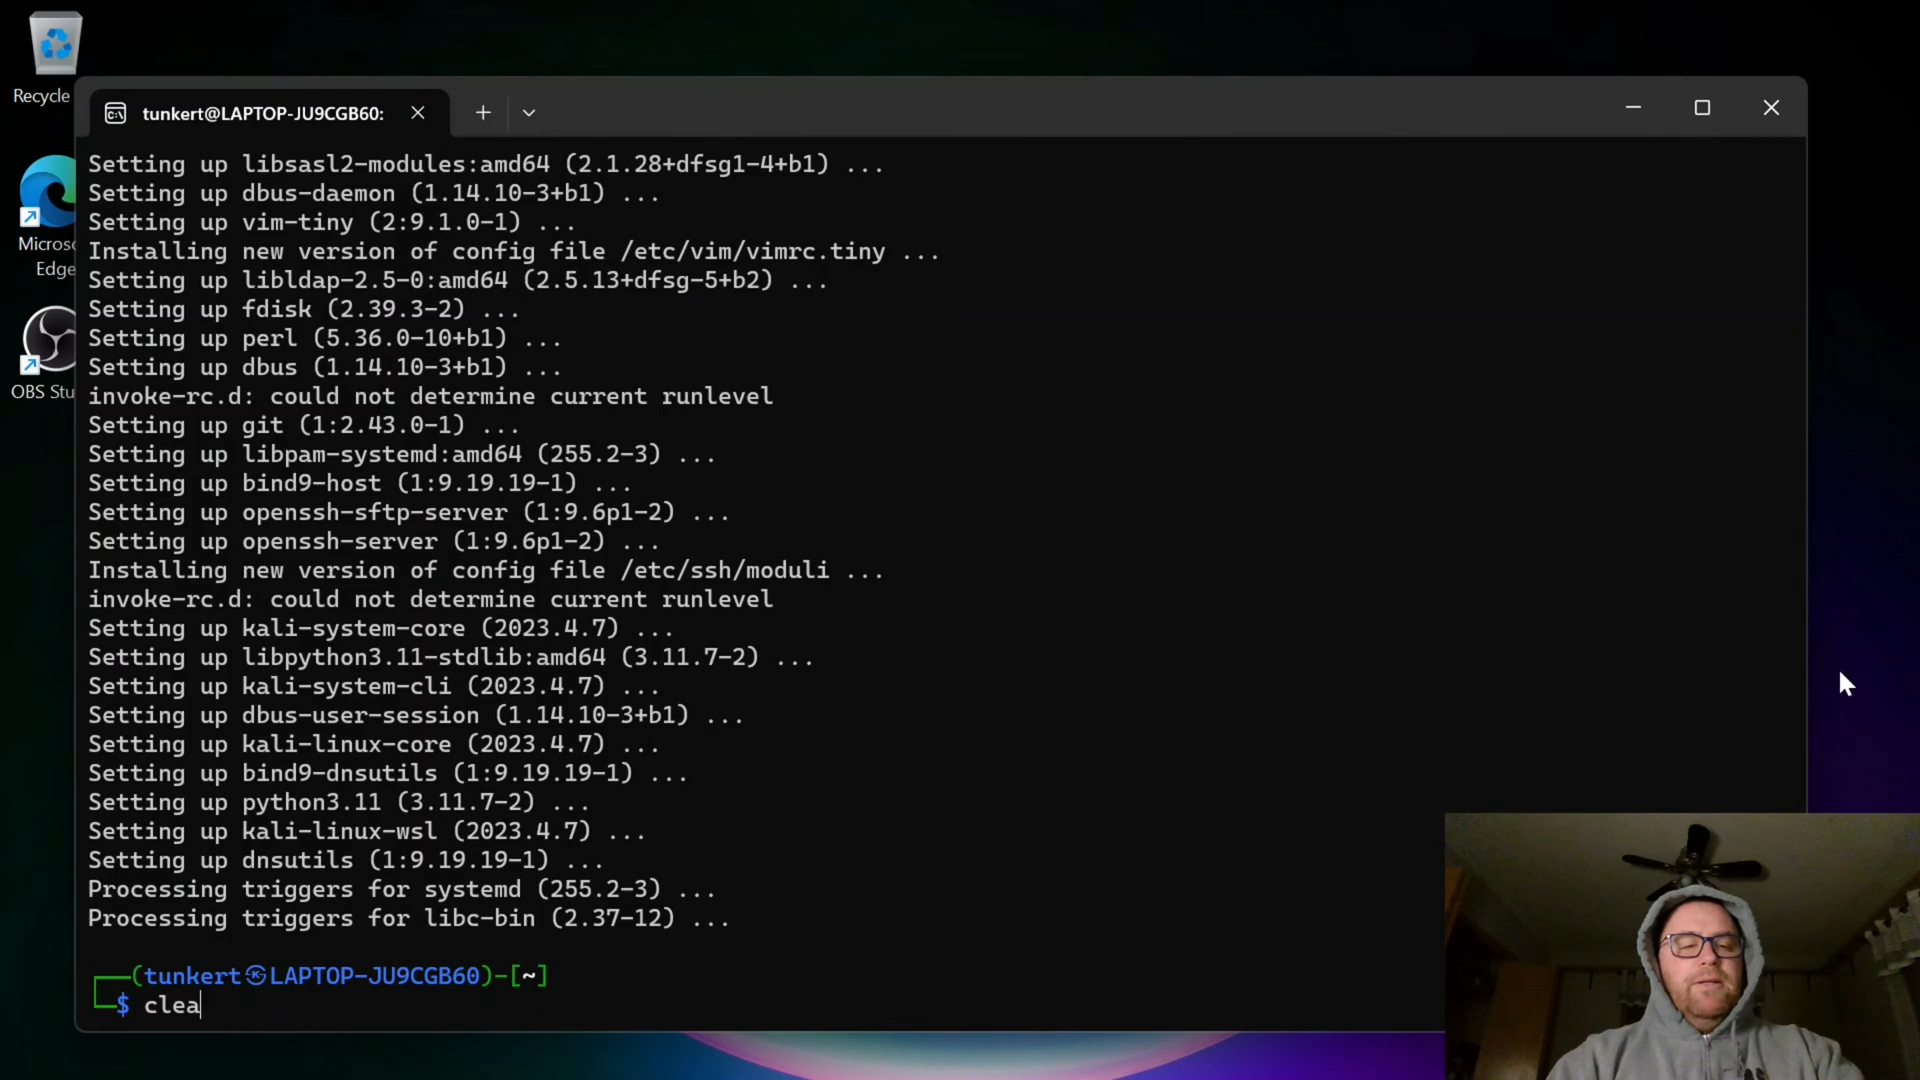 Recycle
Microso
Edge
OBS Stu
tunkert@LAPTOP-JU9CGB60:
Setting up libsasl2-modules:amd64 (2.1.28+dfsg1-4+b1) ...
Setting up dbus-daemon (1.14.10-3+b1) ...
Setting up vim-tiny (2:9.1.0-1) ...
Installing new version of config file /etc/vim/vimrc.tiny ...
Setting up libldap-2.5-0:amd64 (2.5.13+dfsg-5+b2) ...
Setting up fdisk (2.39.3-2) ...
Setting up perl (5.36.0-10+b1) ...
Setting up dbus (1.14.10-3+b1) ...
invoke-rc.d: could not determine current runlevel
Setting up git (1:2.43.0-1) ...
Setting up libpam-systemd:amd64 (255.2-3) ...
Setting up bind9-host (1:9.19.19-1) ...
Setting up openssh-sftp-server (1:9.6p1-2) ...
Setting up openssh-server (1:9.6p1-2) ...
Installing new version of config file /etc/ssh/moduli ...
invoke-rc.d: could not determine current runlevel
Setting up kali-system-core (2023.4.7) ...
Setting up libpython3.11-stdlib:amd64 (3.11.7-2) ...
Setting up kali-system-cli (2023.4.7) ...
Setting up dbus-user-session (1.14.10-3+b1) ...
Setting up kali-linux-core (2023.4.7) ...
Setting up bind9-dnsutils (1:9.19.19-1) ...
Setting up python3.11 (3.11.7-2) ...
Setting up kali-linux-wsl (2023.4.7) ...
Setting up dnsutils (1:9.19.19-1) ...
Processing triggers for systemd (255.2-3) ...
Processing triggers for libc-bin (2.37-12) ...
┌──(tunkert㉿LAPTOP-JU9CGB60)-[~]
└─$ clea